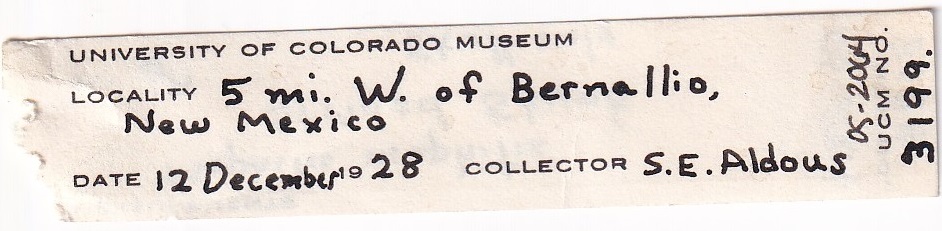 UNIVERSITY OF COLORADO MUSEUM
LOCALITY 5 mi. W. of Bernallio,
New Mexico
DATE 12 December 1928 COLLECTOR S.E. Aldous
05-2064
UCM NO.
3199.